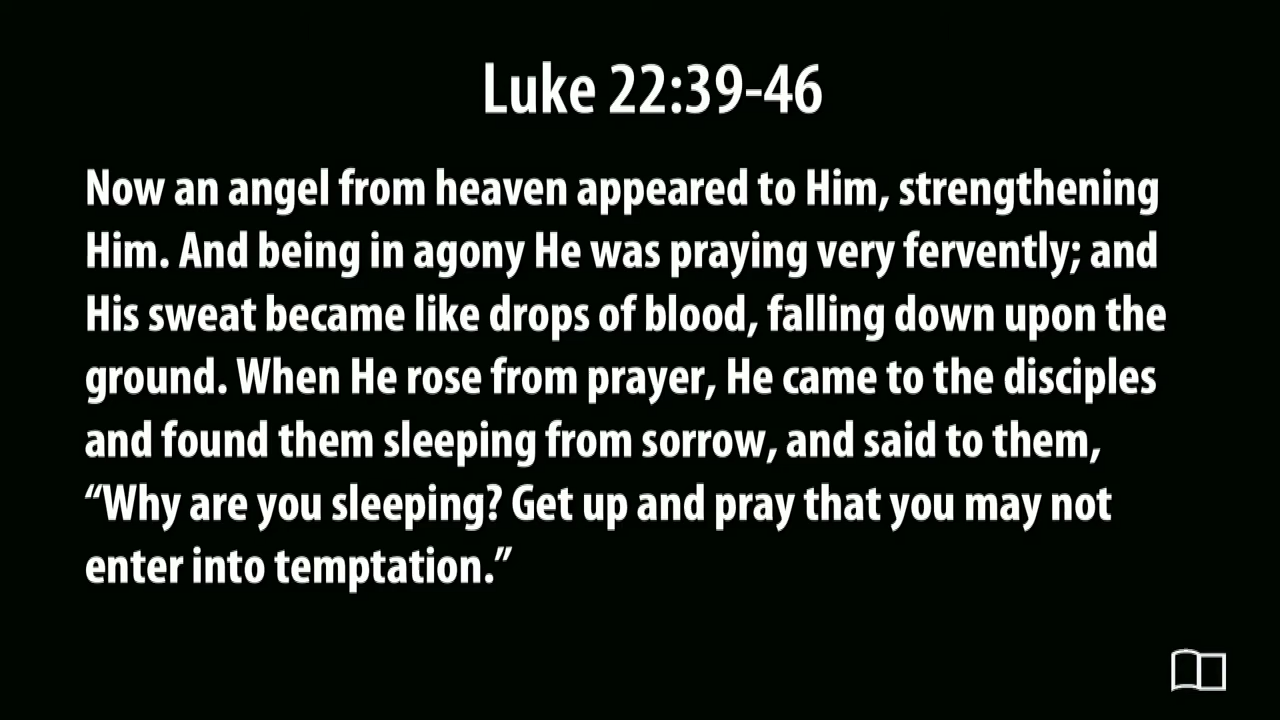 Luke 22:39-46
Now an angel from heaven appeared to Him, strengthening
Him. And being in agony He was praying very fervently; and
His sweat became like drops of blood, falling down upon the
ground. When He rose from prayer, He came to the disciples
and found them sleeping from sorrow, and said to them,
“Why are you sleeping? Get up and pray that you may not
enter into temptation.”